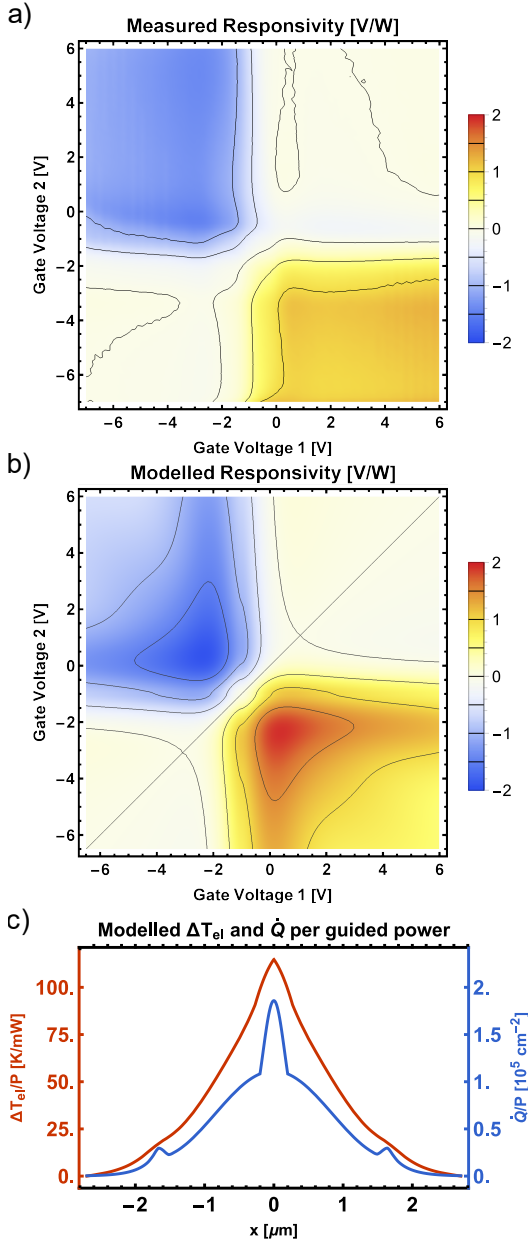 a)
Measured Responsivity [V/W]
Gate Voltage 2 [V]
6
4
2
0
−2
−4
−6
−6 −4 −2 0 2 4 6
Gate Voltage 1 [V]
2
1
0
−1
−2
b)
Modelled Responsivity [V/W]
Gate Voltage 2 [V]
6
4
2
0
−2
−4
−6
−6 −4 −2 0 2 4 6
Gate Voltage 1 [V]
2
1
0
−1
−2
c)
Modelled ΔTel and Q̇ per guided power
ΔTel/P [K/mW]
100.
75.
50.
25.
0.
−2 −1 0 1 2
x [μm]
2.
1.5
1.
0.5
0.
Q̇/P [10⁵ cm⁻²]